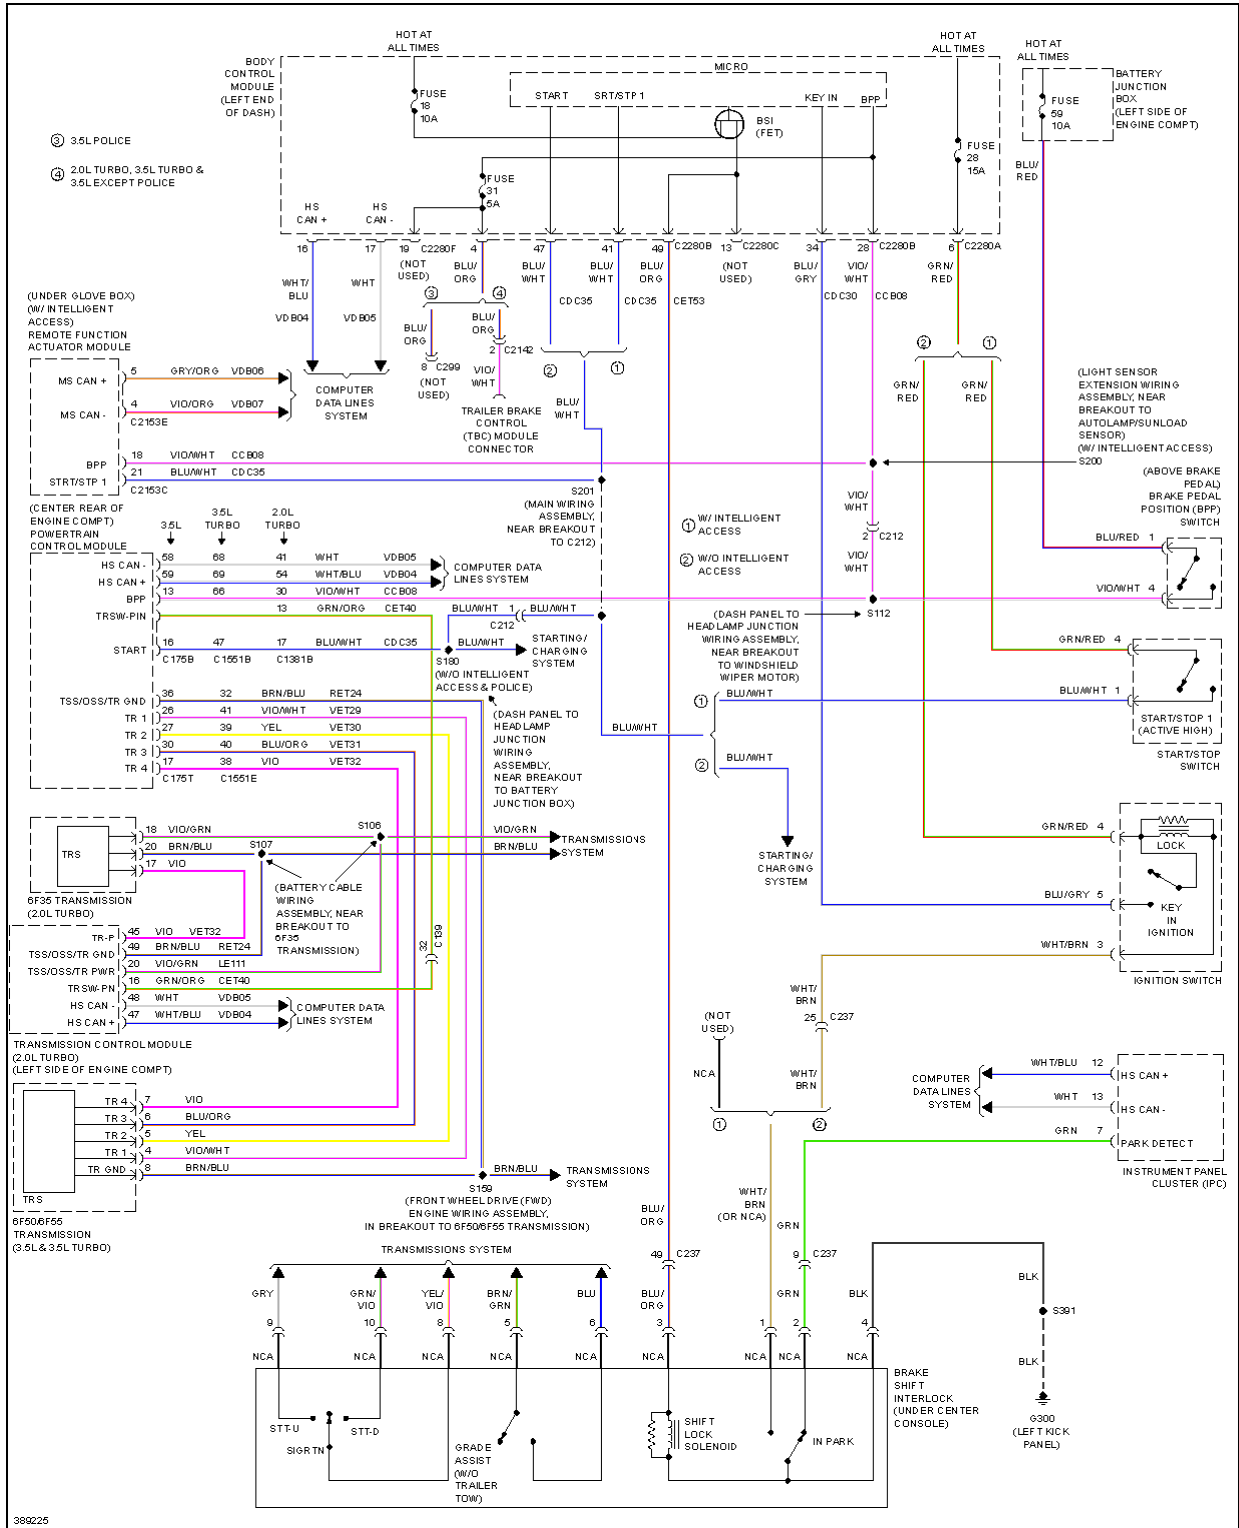 HOT AT
ALL TIMES
HOT AT
ALL TIMES
HOT AT
ALL TIMES
BODY
CONTROL
MODULE
(LEFT END
OF DASH)
FUSE
18
10A
MICRO
START
SRT/STP 1
KEY IN
BPP
BSI
(FET)
FUSE
31
5A
FUSE
28
15A
FUSE
59
10A
BATTERY
JUNCTION
BOX
(LEFT SIDE OF
ENGINE COMPT)
BLU/
RED
3 3.5L POLICE
4 2.0L TURBO, 3.5L TURBO &
3.5L EXCEPT POLICE
HS
CAN +
HS
CAN -
16
17
19
C2280F
4
47
41
49
C2280B
13
C2280C
34
28
C2280B
6
C2280A
(NOT
USED)
BLU/
ORG
BLU/
WHT
BLU/
WHT
BLU/
ORG
(NOT
USED)
BLU/
GRY
VIO/
WHT
GRN/
RED
WHT/
BLU
WHT
VDB04
VDB05
CDC35
CDC35
CET53
CDC30
CCB08
3
4
BLU/
ORG
BLU/
ORG
2
C2142
8
C299
(NOT
USED)
VIO/
WHT
TRAILER BRAKE
CONTROL
(TBC) MODULE
CONNECTOR
2
1
BLU/
WHT
2
1
GRN/
RED
GRN/
RED
(UNDER GLOVE BOX)
(W/ INTELLIGENT
ACCESS)
REMOTE FUNCTION
ACTUATOR MODULE
MS CAN +
5
GRY/ORG
VDB06
MS CAN -
4
VIO/ORG
VDB07
C2153E
COMPUTER
DATA LINES
SYSTEM
BPP
18
VIO/WHT
CCB08
STRT/STP 1
21
BLU/WHT
CDC35
C2153C
(LIGHT SENSOR
EXTENSION WIRING
ASSEMBLY, NEAR
BREAKOUT TO
AUTOLAMP/SUNLOAD
SENSOR)
(W/ INTELLIGENT ACCESS)
S200
S201
(MAIN WIRING
ASSEMBLY,
NEAR BREAKOUT
TO C212)
1 W/ INTELLIGENT
ACCESS
2 W/O INTELLIGENT
ACCESS
VIO/
WHT
2
C212
VIO/
WHT
(ABOVE BRAKE
PEDAL)
BRAKE PEDAL
POSITION (BPP)
SWITCH
BLU/RED 1
VIO/WHT 4
(CENTER REAR OF
ENGINE COMPT)
POWERTRAIN
CONTROL MODULE
3.5L
3.5L
TURBO
2.0L
TURBO
HS CAN -
58
68
41
WHT
VDB05
HS CAN +
59
69
54
WHT/BLU
VDB04
COMPUTER DATA
LINES SYSTEM
BPP
13
66
30
VIO/WHT
CCB08
TRSW-PIN
13
GRN/ORG
CET40
BLU/WHT 1
BLU/WHT
C212
START
16
47
17
BLU/WHT
CDC35
BLU/WHT
STARTING/
CHARGING
SYSTEM
C175B
C1551B
C1381B
S180
(W/O INTELLIGENT
ACCESS & POLICE)
(DASH PANEL TO
HEADLAMP JUNCTION
WIRING ASSEMBLY,
NEAR BREAKOUT
TO WINDSHIELD
WIPER MOTOR)
S112
TSS/OSS/TR GND
36
32
BRN/BLU
RET24
TR 1
26
41
VIO/WHT
VET29
TR 2
27
39
YEL
VET30
TR 3
30
40
BLU/ORG
VET31
TR 4
17
38
VIO
VET32
C175T
C1551E
(DASH PANEL TO
HEADLAMP
JUNCTION
WIRING
ASSEMBLY,
NEAR BREAKOUT
TO BATTERY
JUNCTION BOX)
BLU/WHT
1
BLU/WHT
2
BLU/WHT
GRN/RED 4
BLU/WHT 1
START/STOP 1
(ACTIVE HIGH)
START/STOP
SWITCH
STARTING/
CHARGING
SYSTEM
TRS
18
VIO/GRN
20
BRN/BLU
17
VIO
S106
S107
VIO/GRN
BRN/BLU
TRANSMISSIONS
SYSTEM
6F35 TRANSMISSION
(2.0L TURBO)
(BATTERY CABLE
WIRING
ASSEMBLY, NEAR
BREAKOUT TO
6F35
TRANSMISSION)
GRN/RED 4
LOCK
BLU/GRY 5
KEY
IN
IGNITION
WHT/BRN 3
IGNITION SWITCH
TR-P
45
VIO
VET32
TSS/OSS/TR GND
49
BRN/BLU
RET24
TSS/OSS/TR PWR
20
VIO/GRN
LE111
TRSW-PN
16
GRN/ORG
CET40
HS CAN -
48
WHT
VDB05
HS CAN +
47
WHT/BLU
VDB04
COMPUTER DATA
LINES SYSTEM
32
C139
TRANSMISSION CONTROL MODULE
(2.0L TURBO)
(LEFT SIDE OF ENGINE COMPT)
(NOT
USED)
NCA
WHT/
BRN
25
C237
WHT/
BRN
1
2
COMPUTER
DATA LINES
SYSTEM
WHT/BLU 12
HS CAN +
WHT 13
HS CAN -
GRN 7
PARK DETECT
INSTRUMENT PANEL
CLUSTER (IPC)
TR 4
7
VIO
TR 3
6
BLU/ORG
TR 2
5
YEL
TR 1
4
VIO/WHT
TR GND
8
BRN/BLU
TRS
6F50/6F55
TRANSMISSION
(3.5L & 3.5L TURBO)
BRN/BLU
TRANSMISSIONS
SYSTEM
S159
(FRONT WHEEL DRIVE (FWD)
ENGINE WIRING ASSEMBLY,
IN BREAKOUT TO 6F50/6F55 TRANSMISSION)
WHT/
BRN
(OR NCA)
GRN
BLU/
ORG
TRANSMISSIONS SYSTEM
49
C237
9
C237
GRY
GRN/
VIO
YEL/
VIO
BRN/
GRN
BLU
BLU/
ORG
GRN
BLK
BLK
S391
9
10
8
5
6
3
1
2
4
NCA
NCA
NCA
NCA
NCA
NCA
NCA
NCA
NCA
BLK
G300
(LEFT KICK
PANEL)
BRAKE
SHIFT
INTERLOCK
(UNDER CENTER
CONSOLE)
STT-U
STT-D
SIGRTN
GRADE
ASSIST
(W/O
TRAILER
TOW)
SHIFT
LOCK
SOLENOID
IN PARK
389225